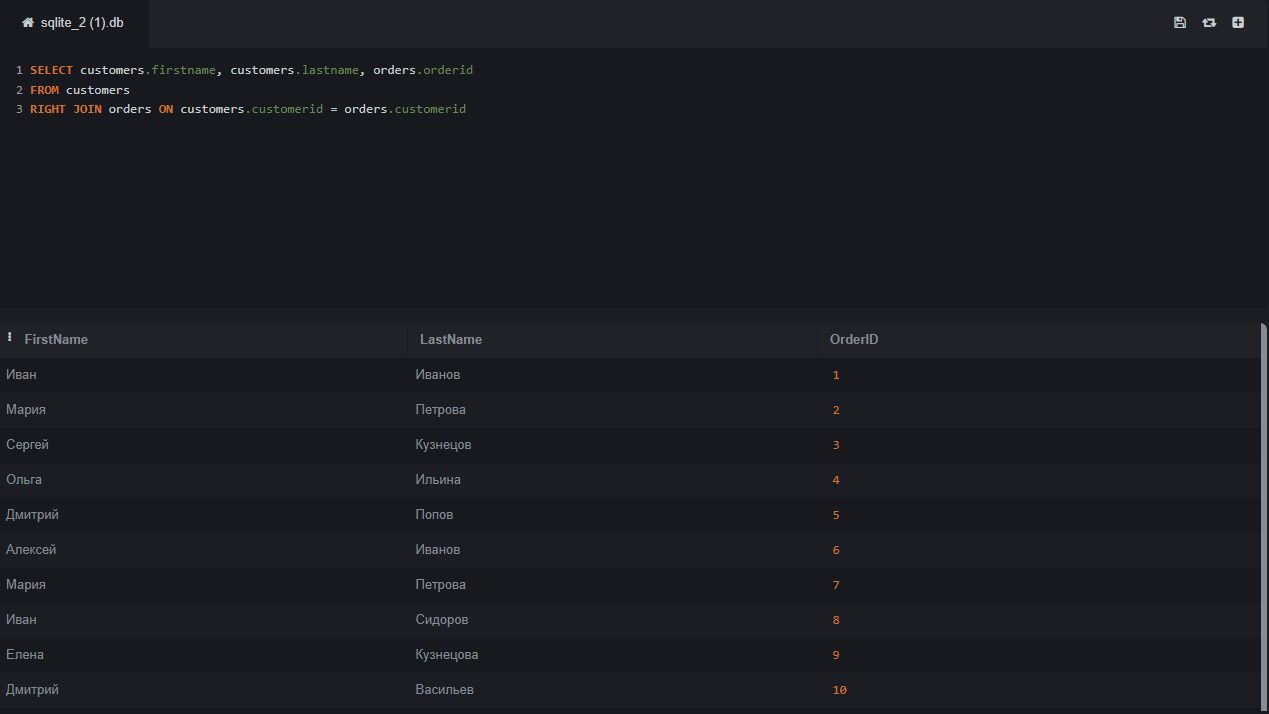 sqlite_2 (1).db
1 SELECT customers.firstname, customers.lastname, orders.orderid
2 FROM customers
3 RIGHT JOIN orders ON customers.customerid = orders.customerid
FirstName LastName OrderID
Иван Иванов 1
Мария Петрова 2
Сергей Кузнецов 3
Ольга Ильина 4
Дмитрий Попов 5
Алексей Иванов 6
Мария Петрова 7
Иван Сидоров 8
Елена Кузнецова 9
Дмитрий Васильев 10